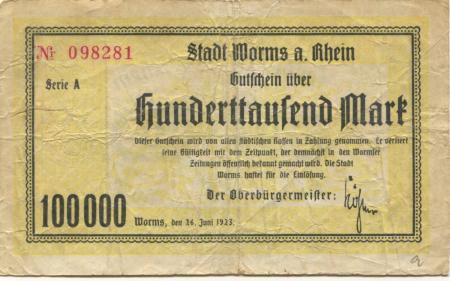 Nr 098281
Stadt Worms a. Rhein
Serie A
Gutschein über
Hunderttausend Mark
Dieser Gutschein wird von allen städtischen Kassen in Zahlung genommen. Er verliert
seine Gültigkeit mit dem Zeitpunkt, der demnächst in den Wormser
Zeitungen öffentlich bekannt gemacht wird. Die Stadt
Worms haftet für die Einlösung.
Der Oberbürgermeister:
100000
Worms, den 26. Juni 1923.